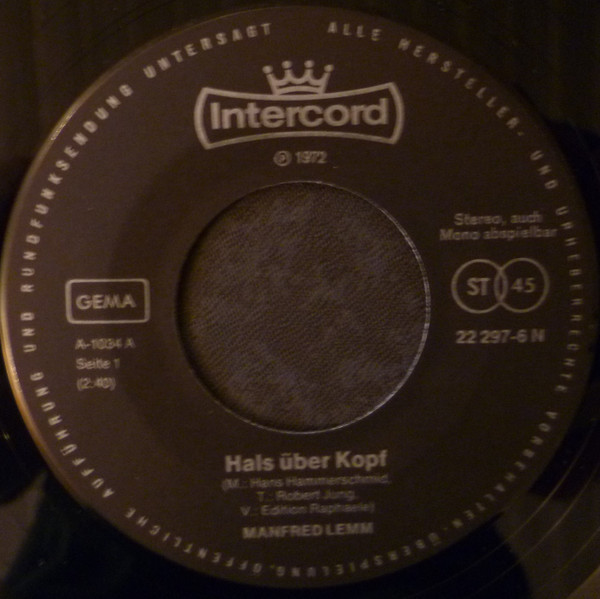 ALLE HERSTELLER- UND URHEBERRECHTE VORBEHALTEN · ÜBERSPIELUNG, ÖFFENTLICHE AUFFÜHRUNG UND RUNDFUNKSENDUNG UNTERSAGT
Intercord
Ⓟ 1972
Stereo, auch
Mono abspielbar
GEMA
ST 45
A-1034 A
22 297-6 N
Seite 1
(2:40)
Hals über Kopf
(M.: Hans Hammerschmid,
T.: Robert Jung,
V.: Edition Raphaele)
MANFRED LEMM